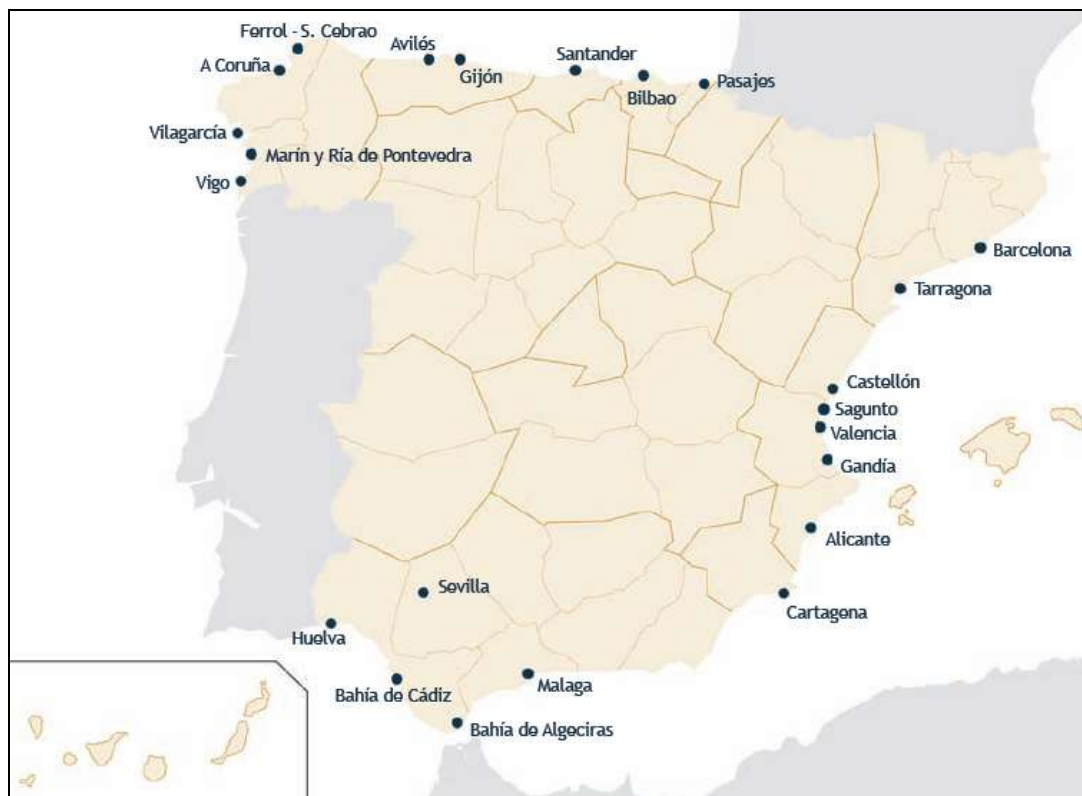 Ferrol - S. Cebrao
A Coruña
Avilés
Gijón
Santander
Bilbao
Pasajes
Vilagarcía
Marín y Ría de Pontevedra
Vigo
Barcelona
Tarragona
Castellón
Sagunto
Valencia
Gandía
Alicante
Sevilla
Cartagena
Huelva
Bahía de Cádiz
Malaga
Bahía de Algeciras